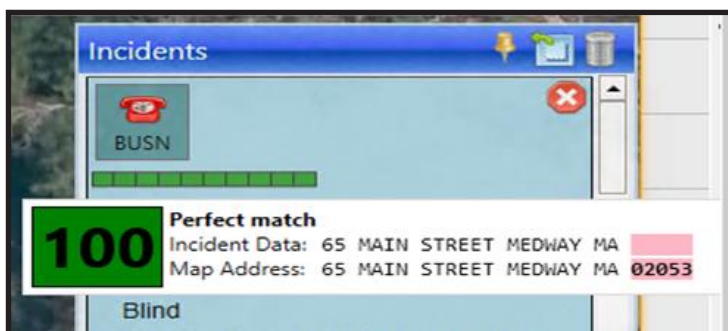 Incidents
BUSN
100
Perfect match
Incident Data: 65 MAIN STREET MEDWAY MA
Map Address: 65 MAIN STREET MEDWAY MA 02053
Blind